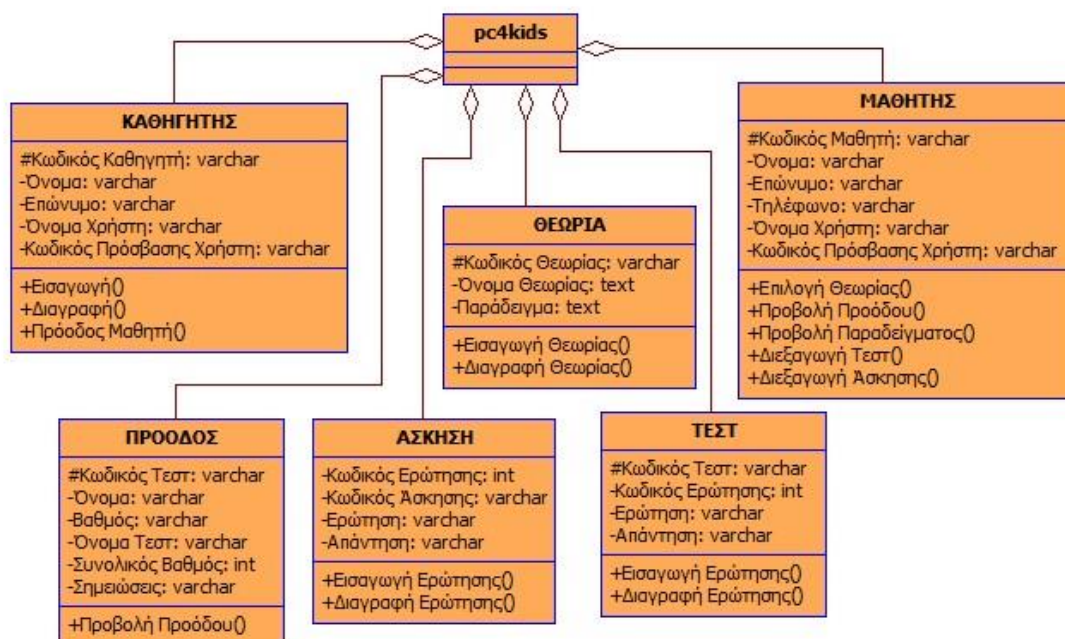 pc4kids
ΚΑΘΗΓΗΤΗΣ
#Κωδικός Καθηγητή: varchar
-Όνομα: varchar
-Επώνυμο: varchar
-Όνομα Χρήστη: varchar
-Κωδικός Πρόσβασης Χρήστη: varchar
+Εισαγωγή()
+Διαγραφή()
+Πρόοδος Μαθητή()
ΘΕΩΡΙΑ
#Κωδικός Θεωρίας: varchar
-Όνομα Θεωρίας: text
-Παράδειγμα: text
+Εισαγωγή Θεωρίας()
+Διαγραφή Θεωρίας()
ΜΑΘΗΤΗΣ
#Κωδικός Μαθητή: varchar
-Όνομα: varchar
-Επώνυμο: varchar
-Τηλέφωνο: varchar
-Όνομα Χρήστη: varchar
-Κωδικός Πρόσβασης Χρήστη: varchar
+Επιλογή Θεωρίας()
+Προβολή Προόδου()
+Προβολή Παραδείγματος()
+Διεξαγωγή Τεστ()
+Διεξαγωγή Άσκησης()
ΠΡΟΟΔΟΣ
#Κωδικός Τεστ: varchar
-Όνομα: varchar
-Βαθμός: varchar
-Όνομα Τεστ: varchar
-Συνολικός Βαθμός: int
-Σημειώσεις: varchar
+Προβολή Προόδου()
ΑΣΚΗΣΗ
-Κωδικός Ερώτησης: int
-Κωδικός Άσκησης: varchar
-Ερώτηση: varchar
-Απάντηση: varchar
+Εισαγωγή Ερώτησης()
+Διαγραφή Ερώτησης()
ΤΕΣΤ
#Κωδικός Τεστ: varchar
-Κωδικός Ερώτησης: int
-Ερώτηση: varchar
-Απάντηση: varchar
+Εισαγωγή Ερώτησης()
+Διαγραφή Ερώτησης()